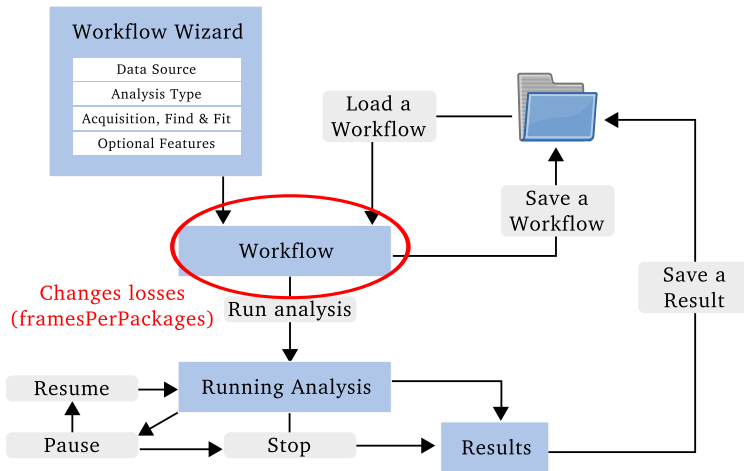 Workflow Wizard
Data Source
Analysis Type
Acquisition, Find & Fit
Optional Features
Load a
Workflow
Save a
Workflow
Workflow
Save a
Result
Changes losses
(framesPerPackages)
Run analysis
Running Analysis
Resume
Pause
Stop
Results